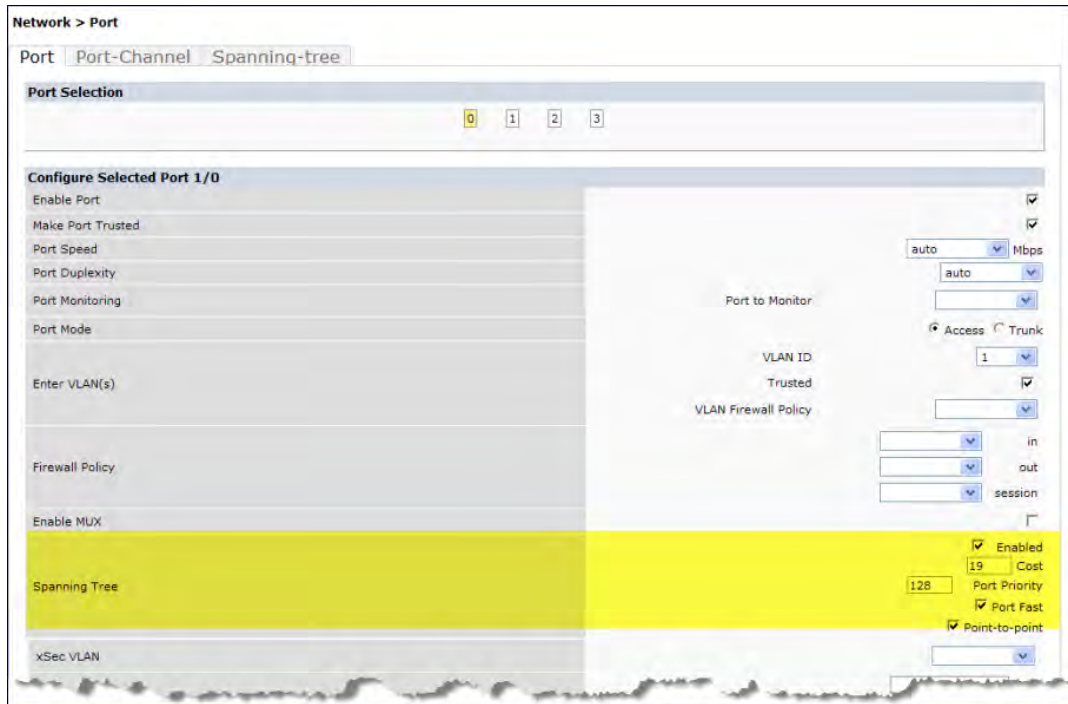 Network > Port
Port Port-Channel Spanning-tree
Port Selection
0 1 2 3
Configure Selected Port 1/0
Enable Port
Make Port Trusted
Port Speed auto Mbps
Port Duplexity auto
Port Monitoring Port to Monitor
Port Mode Access Trunk
VLAN ID 1
Enter VLAN(s) Trusted
VLAN Firewall Policy
in
Firewall Policy out
session
Enable MUX
Enabled
19 Cost
Spanning Tree 128 Port Priority
Port Fast
Point-to-point
xSec VLAN